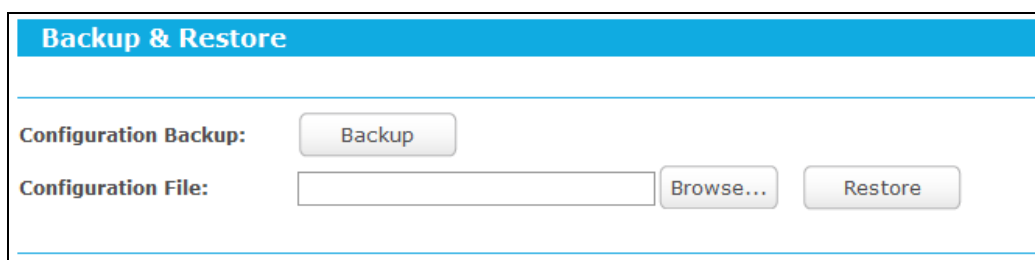 Backup & Restore
Configuration Backup: Backup
Configuration File: Browse... Restore